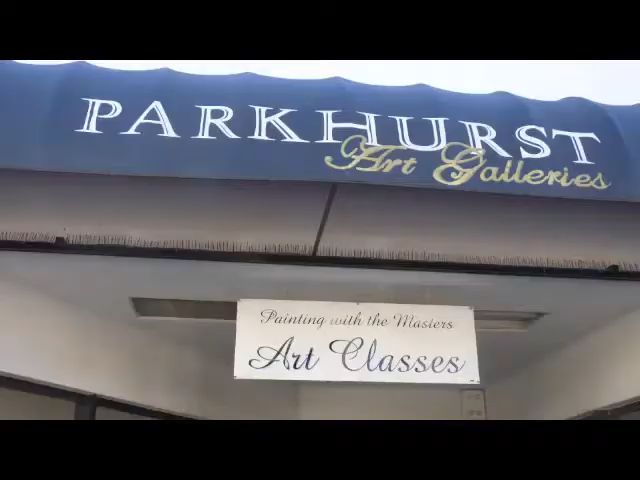 PARKHURST
Art Galleries
Painting with the Masters
Art Classes